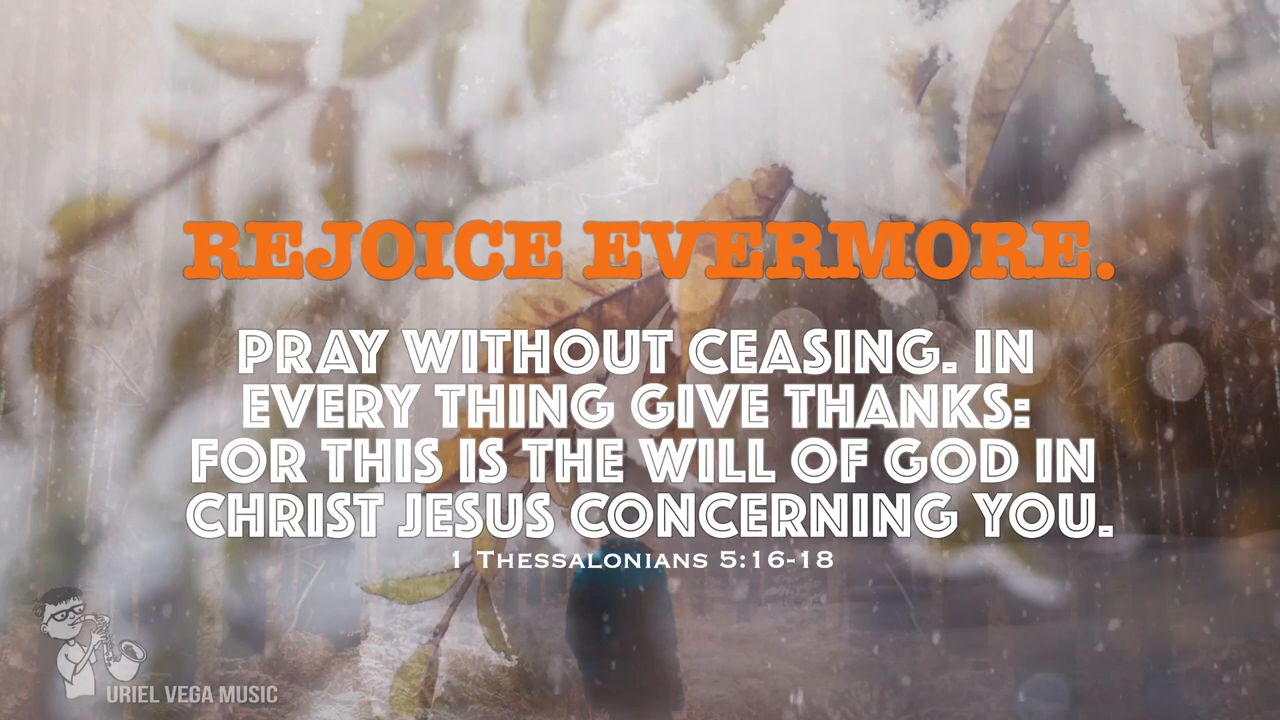 REJOICE EVERMORE.
PRAY WITHOUT CEASING. IN
EVERY THING GIVE THANKS:
FOR THIS IS THE WILL OF GOD IN
CHRIST JESUS CONCERNING YOU.
1 THESSALONIANS 5:16-18
URIEL VEGA MUSIC